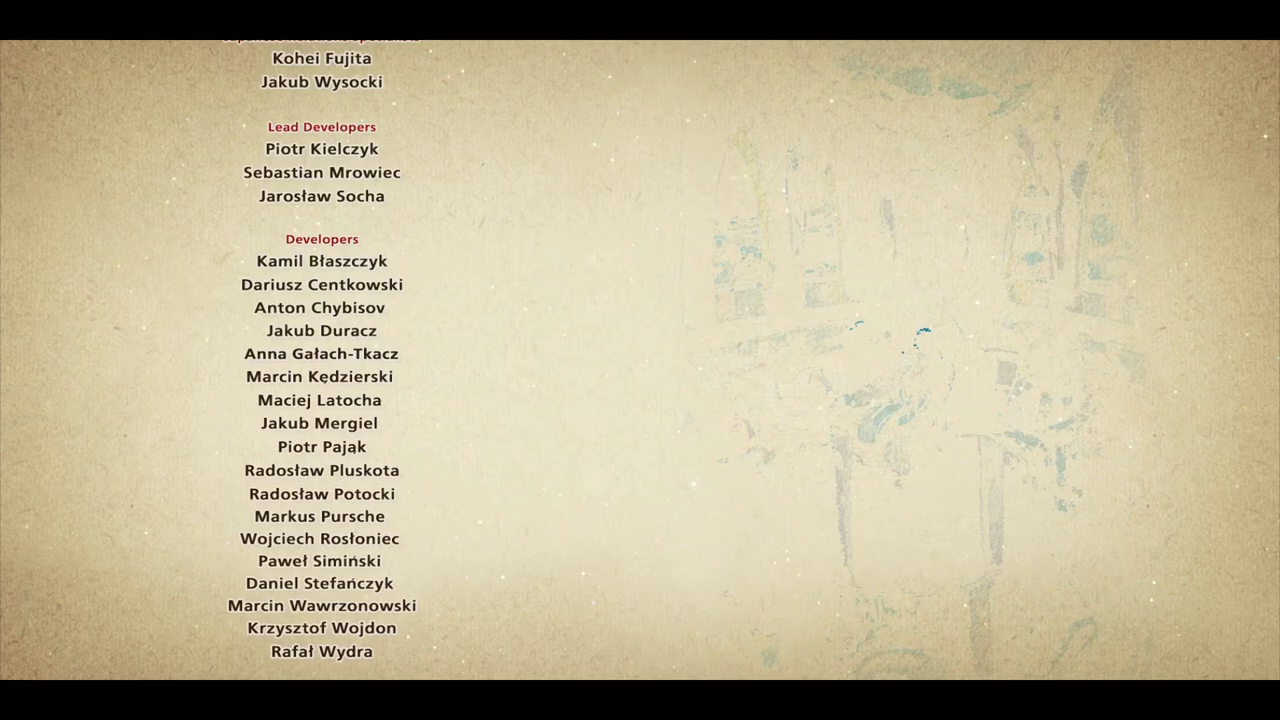 Kohei Fujita
Jakub Wysocki
Lead Developers
Piotr Kielczyk
Sebastian Mrowiec
Jarosław Socha
Developers
Kamil Błaszczyk
Dariusz Centkowski
Anton Chybisov
Jakub Duracz
Anna Gałach-Tkacz
Marcin Kędzierski
Maciej Latocha
Jakub Mergiel
Piotr Pająk
Radosław Pluskota
Radosław Potocki
Markus Pursche
Wojciech Rosłoniec
Paweł Simiński
Daniel Stefańczyk
Marcin Wawrzonowski
Krzysztof Wojdon
Rafał Wydra